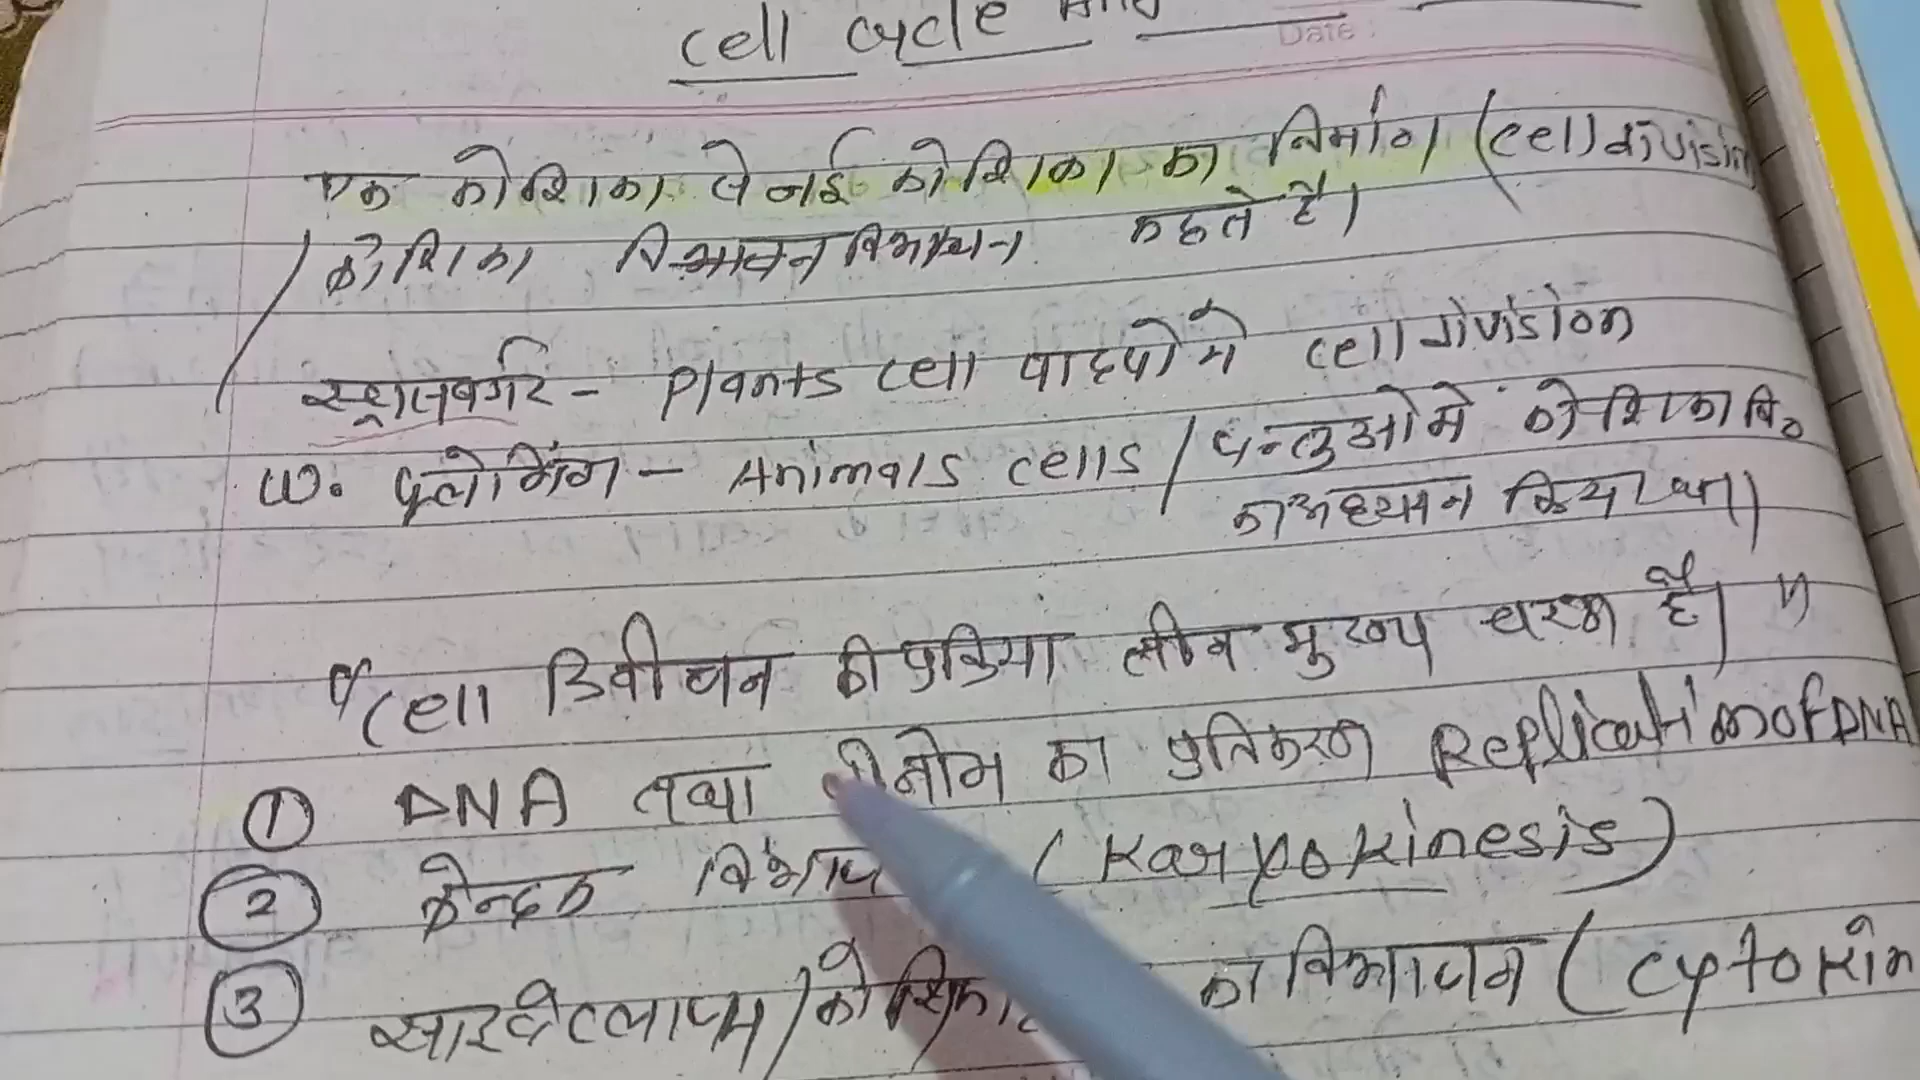 cell cycle
Date :
एक कोशिका से नई कोशिका का निर्माण (cell division
/ कोशिका विभाजन कहते है।
स्ट्रासबर्गर - Plants cell पादपो मे cell division
W. फ्लेमिंग - Animals cells / जन्तुओ मे कोशिका वि०
का अध्ययन किया था।
"cell डिवीजन की प्रक्रिया तीन मुख्य चरण है। "
① DNA तथा जीनोम का प्रतिकरण Replication of DNA
② केन्द्रक (Karyokinesis)
③ साइटोप्लाज्म / का विभाजन (cytokin